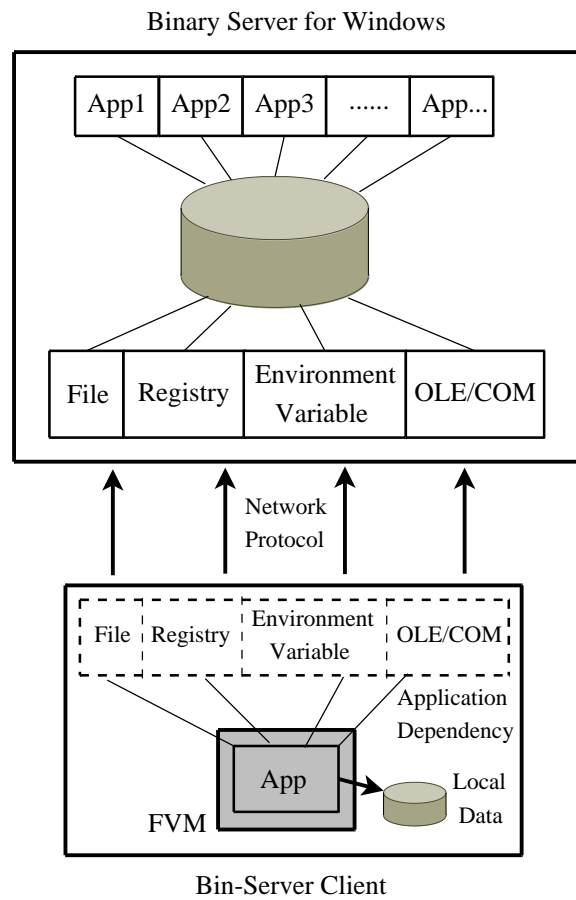 Binary Server for Windows
App1 App2 App3 ...... App...
File Registry Environment Variable OLE/COM
Network
Protocol
File Registry Environment Variable OLE/COM
Application
Dependency
App
FVM
Local
Data
Bin-Server Client